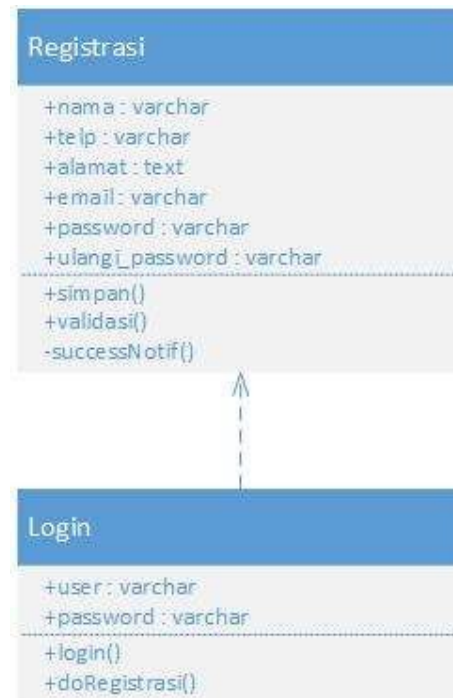 Registrasi
+nama : varchar
+telp : varchar
+alamat : text
+email : varchar
+password : varchar
+ulangi_password : varchar
+simpan()
+validasi()
-successNotif()
Login
+user : varchar
+password : varchar
+login()
+doRegistrasi()